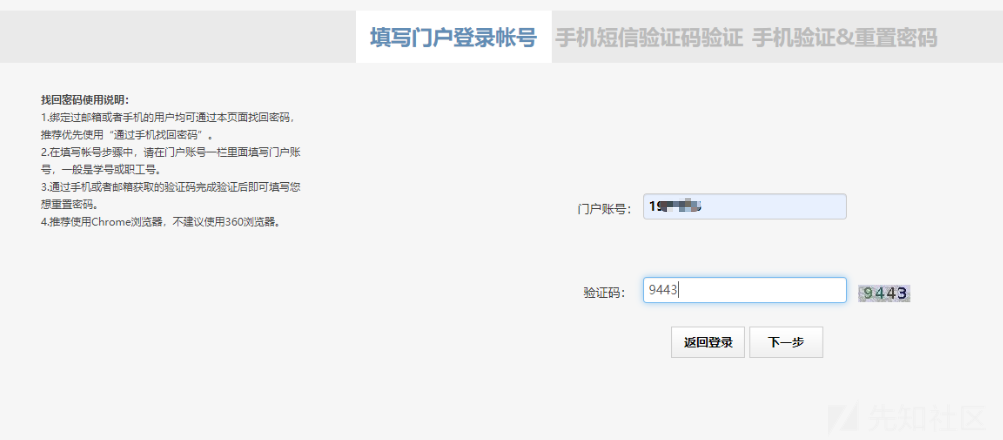 填写门户登录帐号 手机短信验证码验证 手机验证&重置密码
找回密码使用说明：
1.绑定过邮箱或者手机的用户均可通过本页面找回密码，
推荐优先使用“通过手机找回密码”。
2.在填写帐号步骤中，请在门户账号一栏里面填写门户账
号，一般是学号或职工号。
3.通过手机或者邮箱获取的验证码完成验证后即可填写您
想重置密码。
4.推荐使用Chrome浏览器，不建议使用360浏览器。
门户账号：
验证码： 9443 9443
返回登录 下一步
先知社区